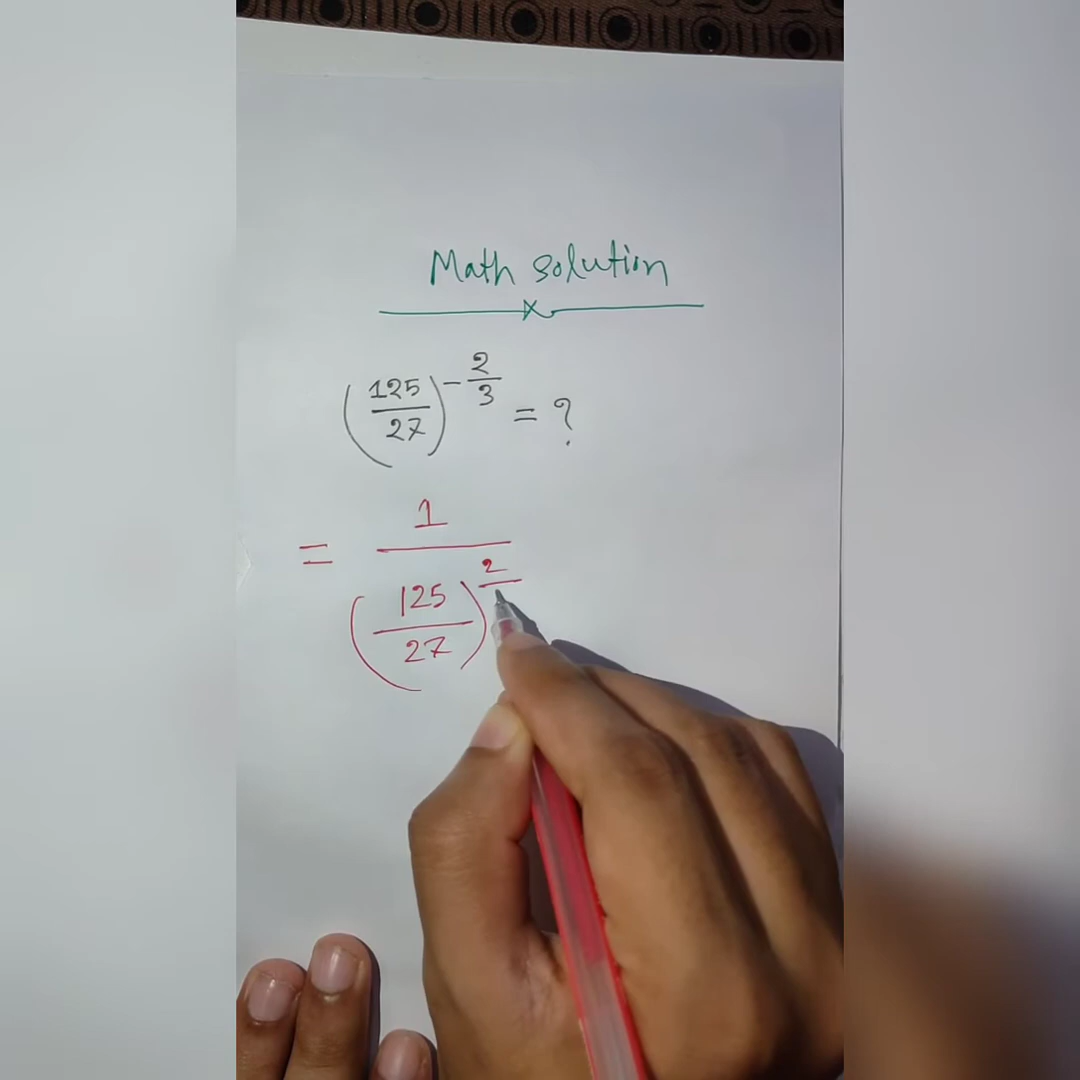 Math solution
(125/27)^-2/3 = ?
= 1/(125/27)^2/